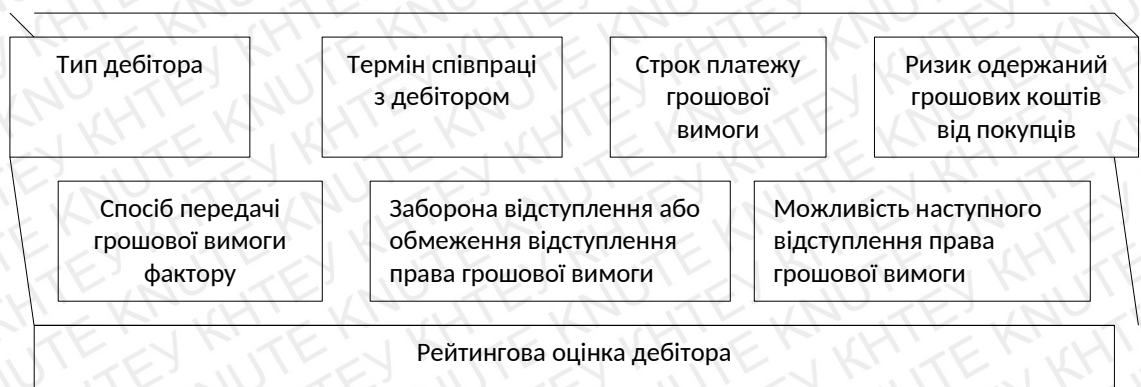 Тип дебітора
Термін співпраці
з дебітором
Строк платежу
грошової
вимоги
Ризик одержаний
грошових коштів
від покупців
Спосіб передачі
грошової вимоги
фактору
Заборона відступлення або
обмеження відступлення
права грошової вимоги
Можливість наступного
відступлення права
грошової вимоги
Рейтингова оцінка дебітора